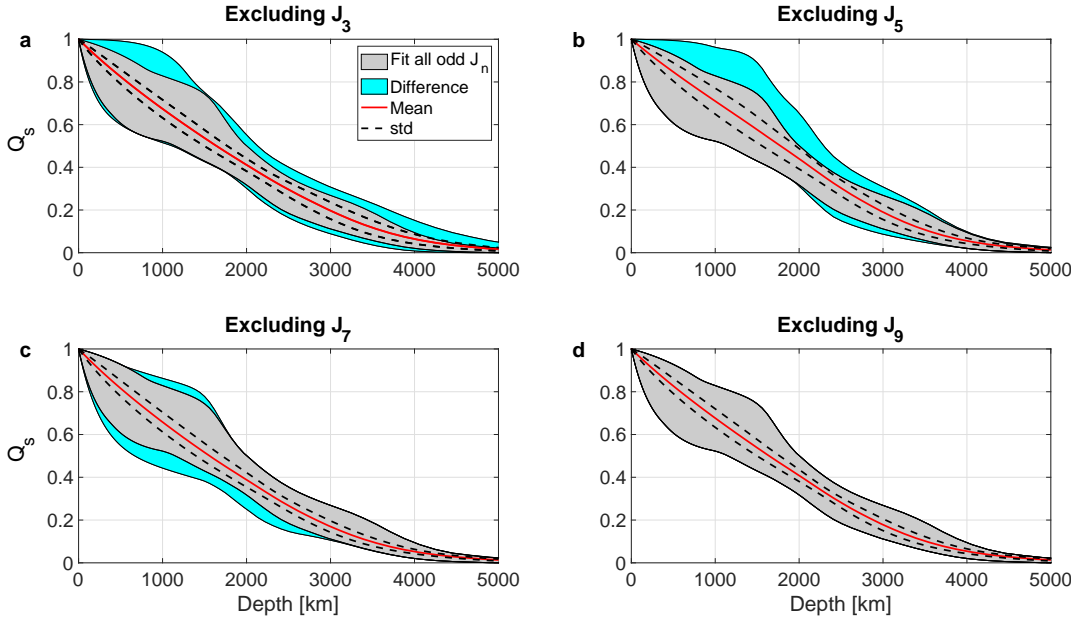 Excluding J3
a
1
0.8
0.6
0.4
0.2
0
Qs
0 1000 2000 3000 4000 5000
Fit all odd Jn
Difference
Mean
std
Excluding J5
b
1
0.8
0.6
0.4
0.2
0
0 1000 2000 3000 4000 5000
Excluding J7
c
1
0.8
0.6
0.4
0.2
0
Qs
0 1000 2000 3000 4000 5000
Depth [km]
Excluding J9
d
1
0.8
0.6
0.4
0.2
0
0 1000 2000 3000 4000 5000
Depth [km]